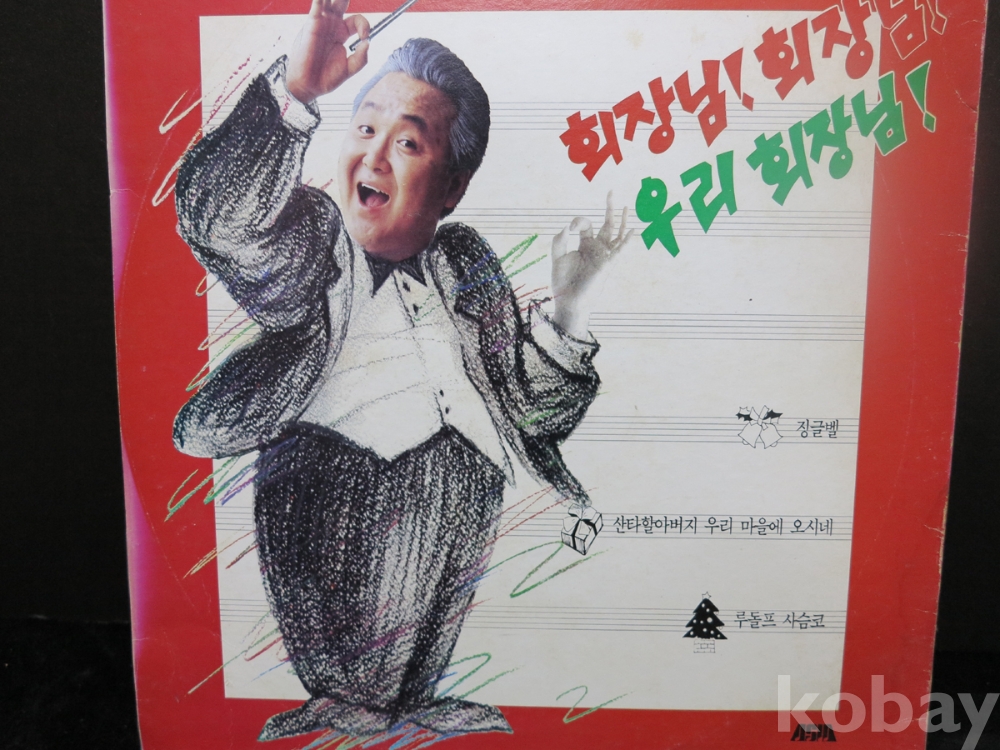 회장님! 회장님!
우리 회장님!
징글벨
산타할아버지 우리 마을에 오시네
루돌프 사슴코
kobay